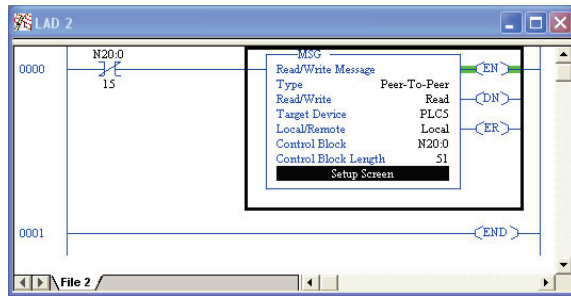 LAD 2
N20:0
0000
15
MSG
Read/Write Message
Type Peer-To-Peer
Read/Write Read
Target Device PLC5
Local/Remote Local
Control Block N20:0
Control Block Length 51
Setup Screen
EN
DN
ER
0001
END
File 2